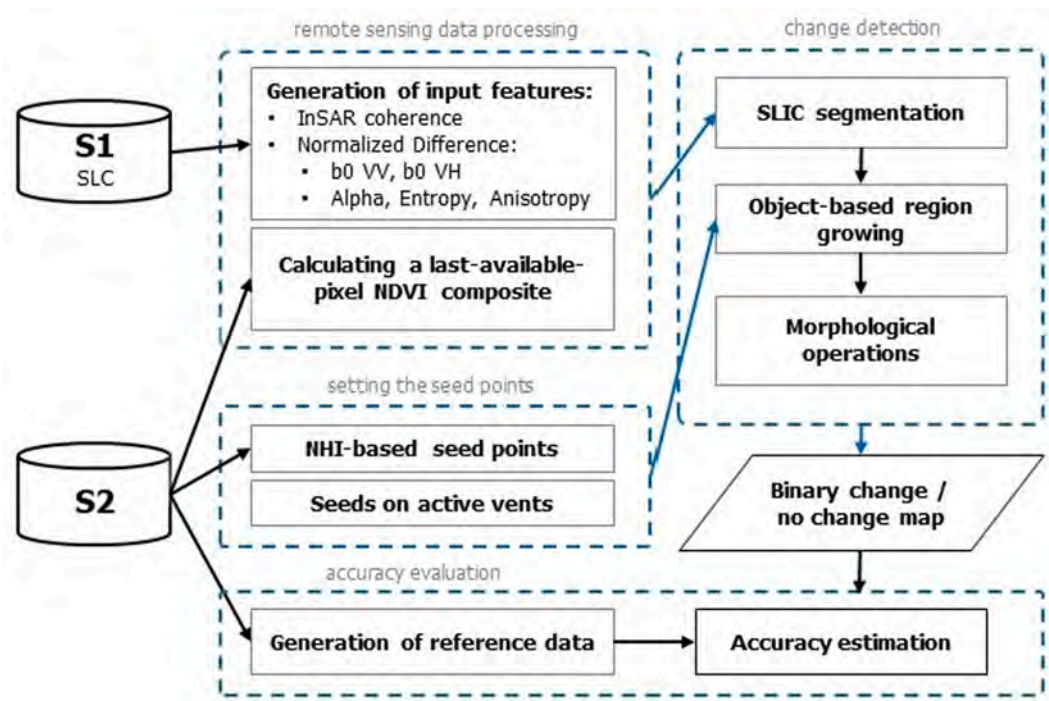 remote sensing data processing
change detection
S1
SLC
Generation of input features:
• InSAR coherence
• Normalized Difference:
• b0 VV, b0 VH
• Alpha, Entropy, Anisotropy
Calculating a last-available-
pixel NDVI composite
SLIC segmentation
Object-based region
growing
Morphological
operations
setting the seed points
S2
NHI-based seed points
Seeds on active vents
Binary change /
no change map
accuracy evaluation
Generation of reference data
Accuracy estimation